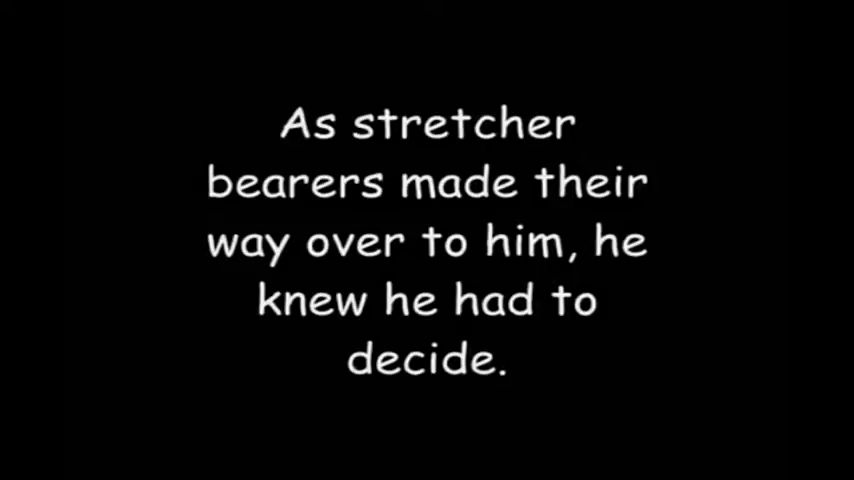 As stretcher
bearers made their
way over to him, he
knew he had to
decide.